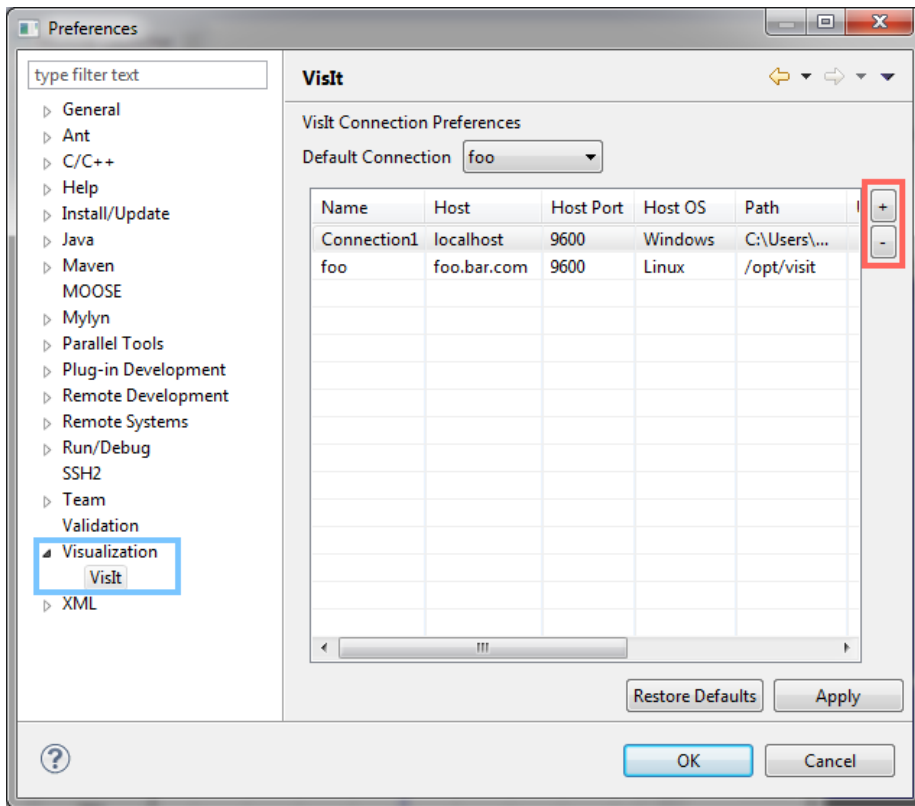 Preferences
type filter text
General
Ant
C/C++
Help
Install/Update
Java
Maven
MOOSE
Mylyn
Parallel Tools
Plug-in Development
Remote Development
Remote Systems
Run/Debug
SSH2
Team
Validation
Visualization
VisIt
XML
VisIt
VisIt Connection Preferences
Default Connection foo
Name Host Host Port Host OS Path
Connection1 localhost 9600 Windows C:\Users\...
foo foo.bar.com 9600 Linux /opt/visit
+
-
Restore Defaults Apply
? OK Cancel